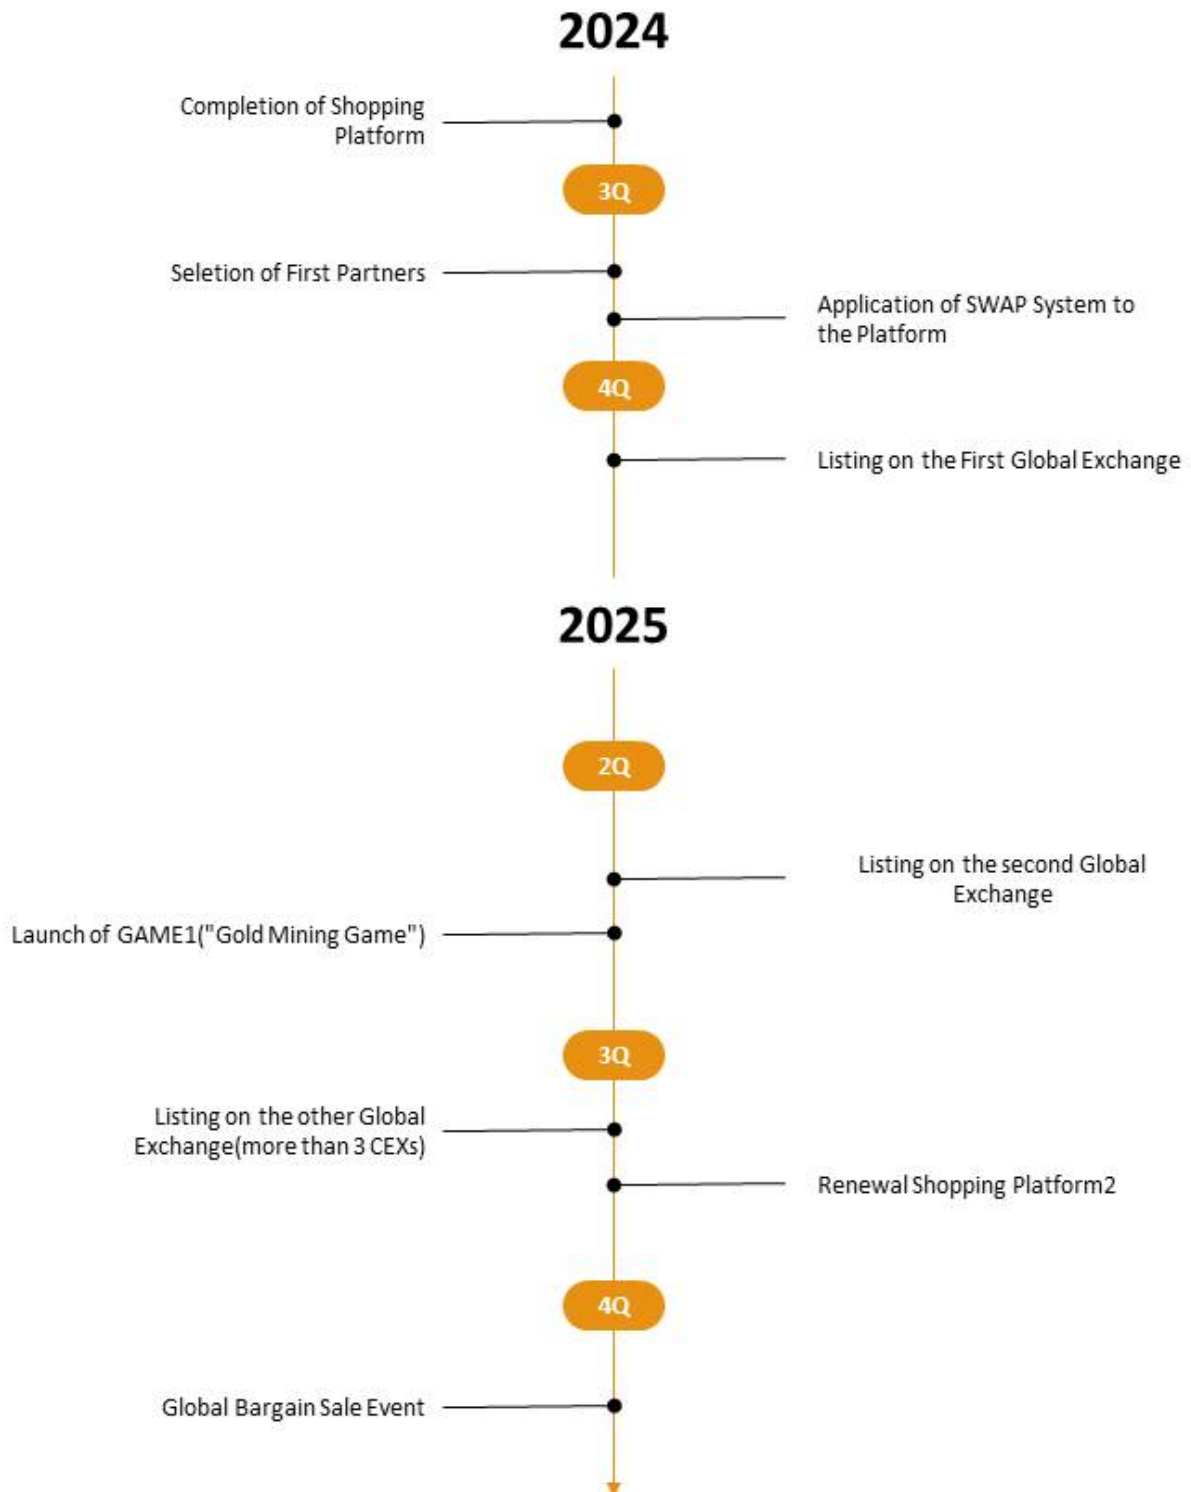 2024
Completion of Shopping
Platform
3Q
Seletion of First Partners
Application of SWAP System to
the Platform
4Q
Listing on the First Global Exchange
2025
2Q
Listing on the second Global
Exchange
Launch of GAME1("Gold Mining Game")
3Q
Listing on the other Global
Exchange(more than 3 CEXs)
Renewal Shopping Platform2
4Q
Global Bargain Sale Event